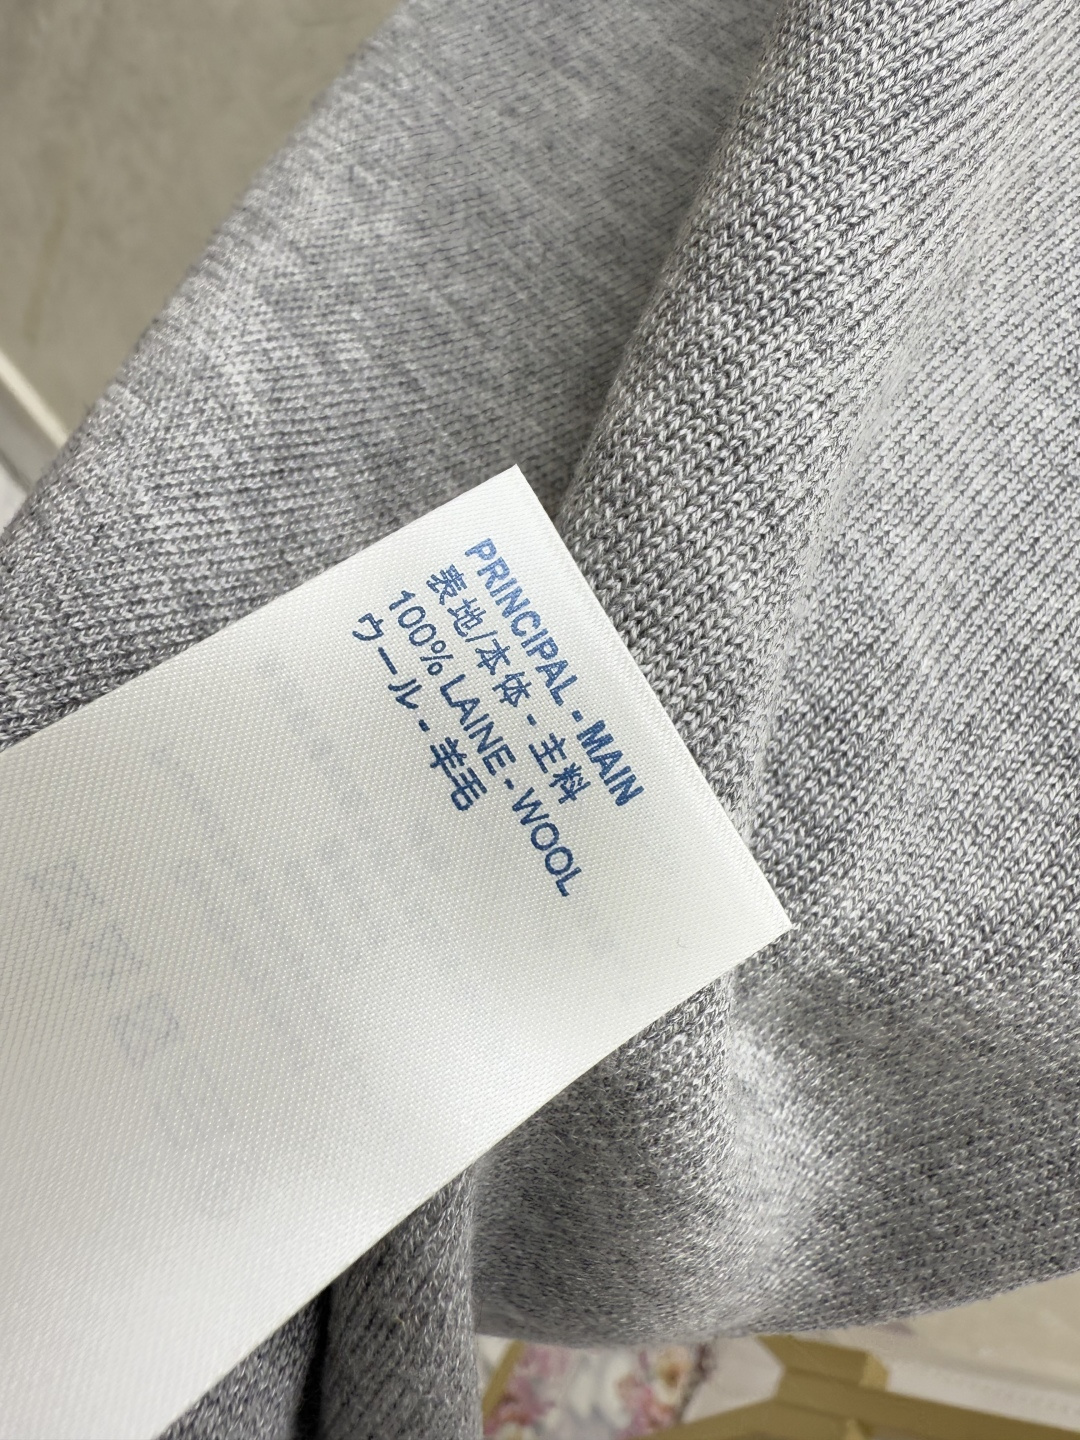 PRINCIPAL - MAIN
表地/本体 - 主料
100% LAINE - WOOL
ウール - 羊毛